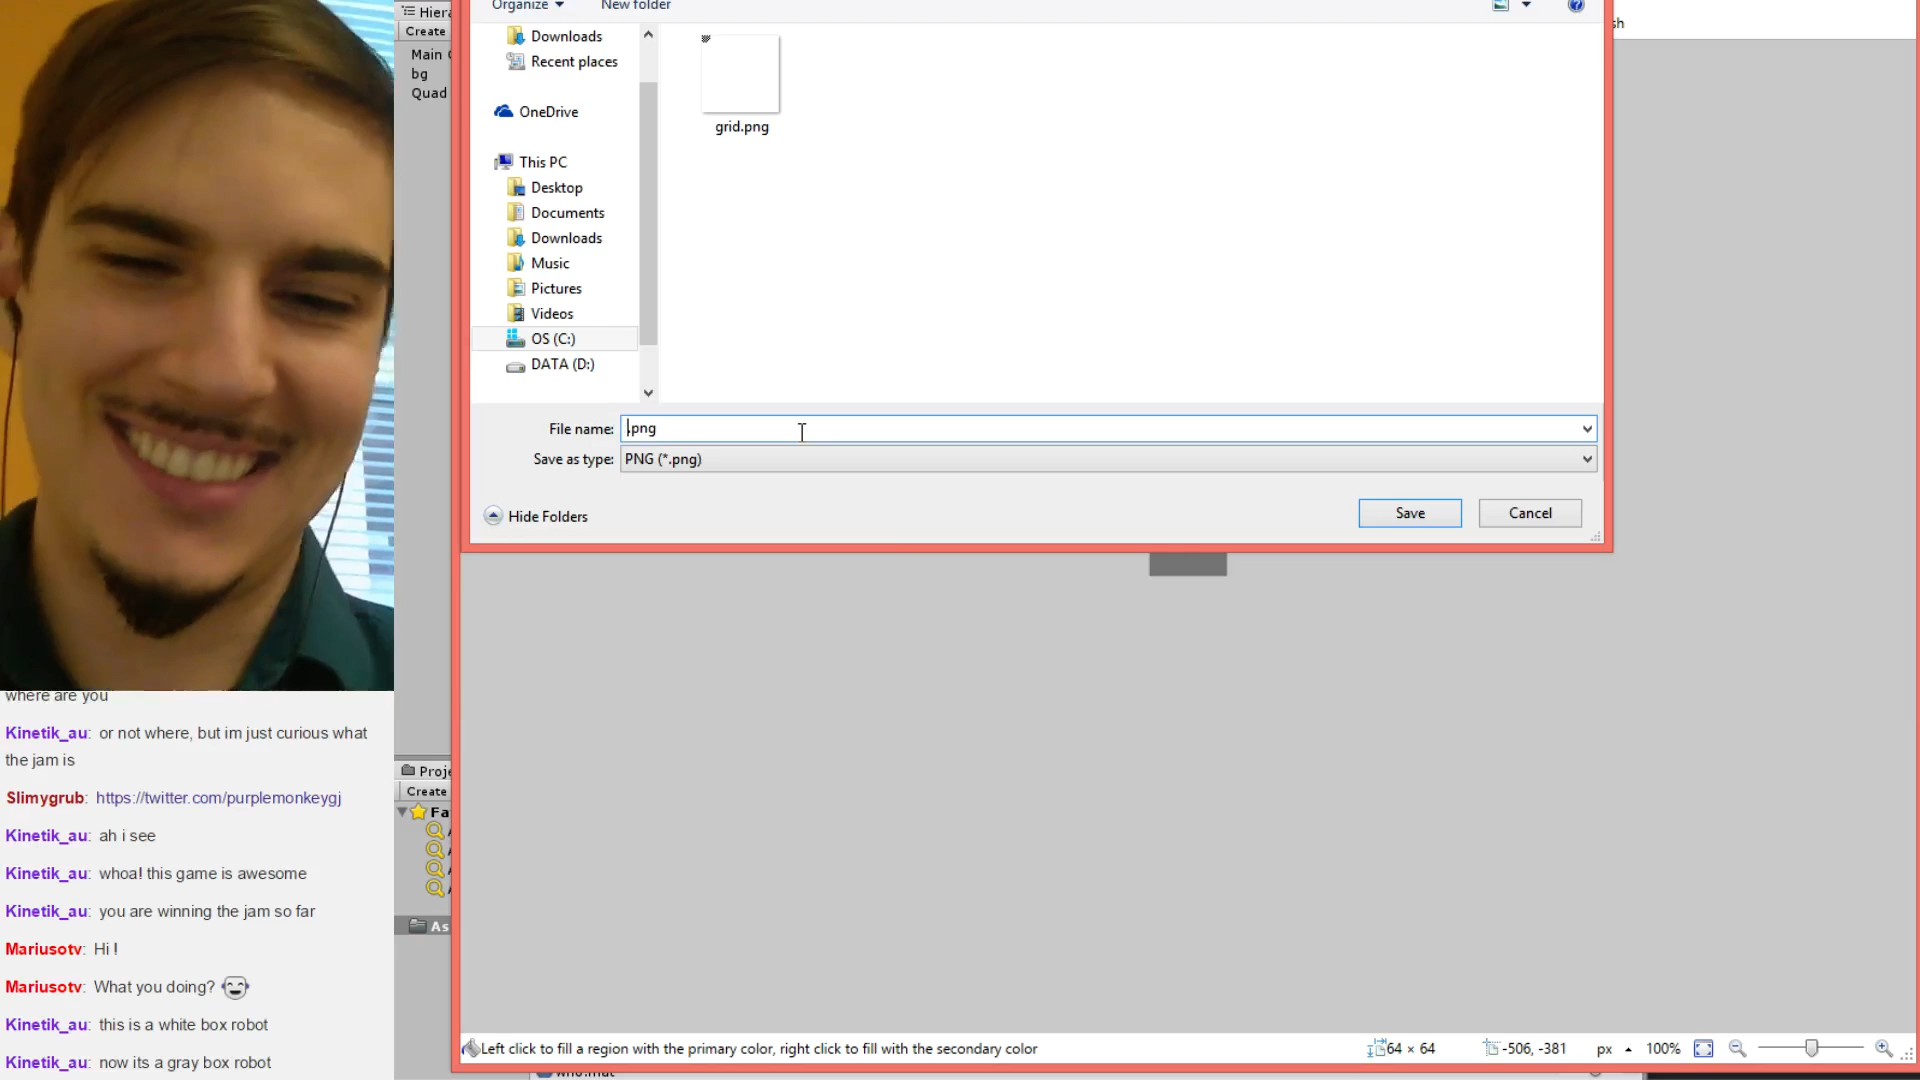 Hiera
Create
Main C
bg
Quad
Organize
New folder
sh
Downloads
Recent places
OneDrive
This PC
Desktop
Documents
Downloads
Music
Pictures
Videos
OS (C:)
DATA (D:)
grid.png
File name: .png
Save as type: PNG (*.png)
Hide Folders
Save
Cancel
where are you
Kinetik_au: or not where, but im just curious what
the jam is
Slimygrub: https://twitter.com/purplemonkeygj
Kinetik_au: ah i see
Kinetik_au: whoa! this game is awesome
Kinetik_au: you are winning the jam so far
Mariusotv: Hi !
Mariusotv: What you doing?
Kinetik_au: this is a white box robot
Kinetik_au: now its a gray box robot
Proje
Create
Fa
As
Left click to fill a region with the primary color, right click to fill with the secondary color
64 × 64
-506, -381
px
100%
who.mat